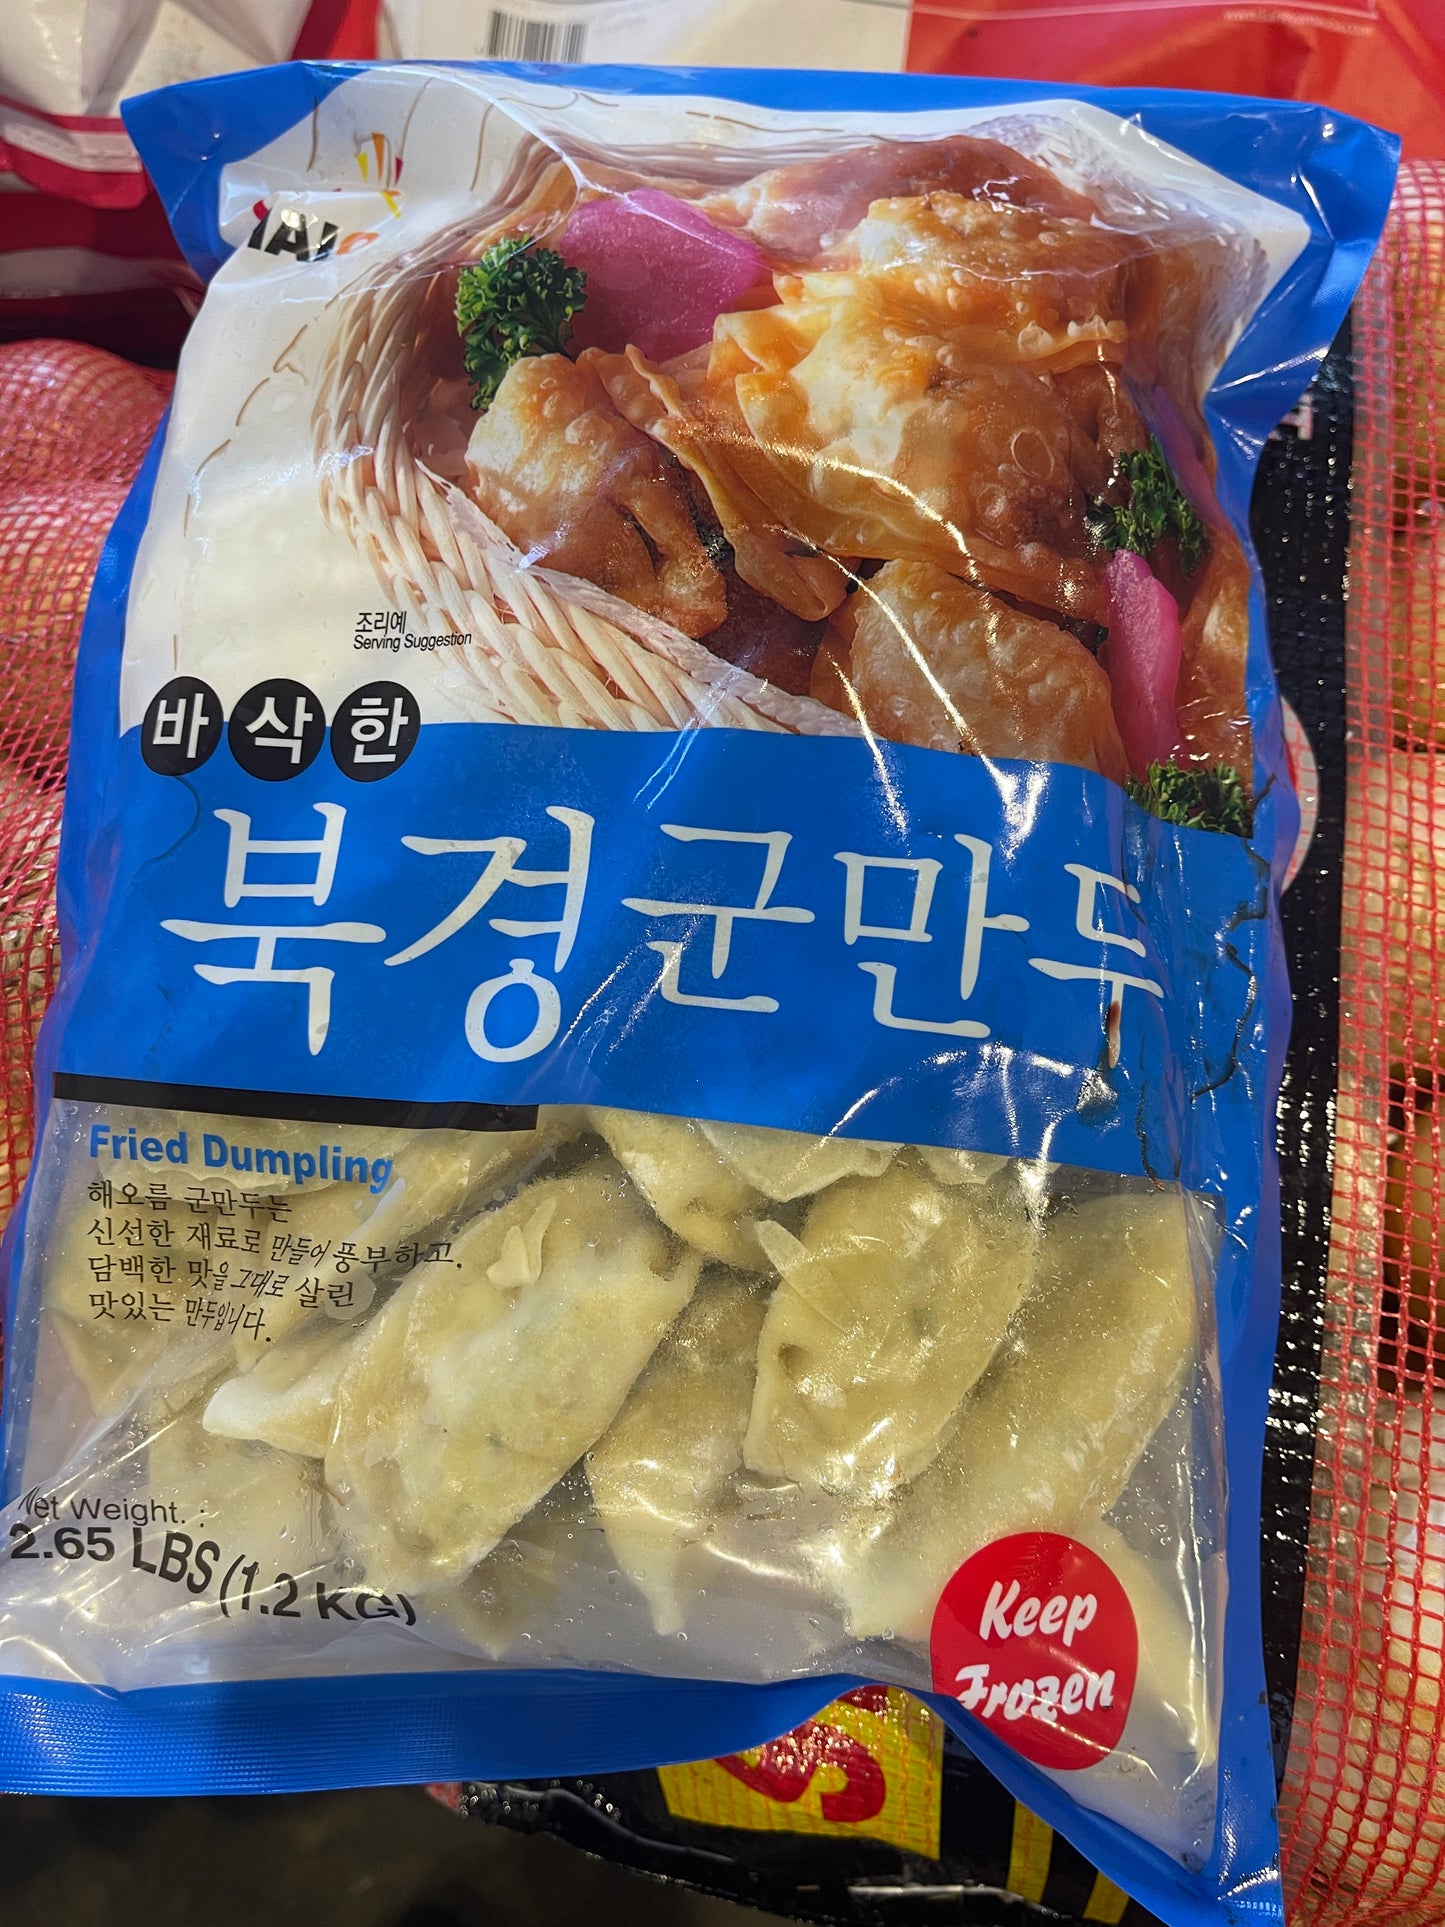 조리예
Serving Suggestion
바삭한
북경군만두
Fried Dumpling
해오름 군만두는
신선한 재료로 만들어 풍부하고,
담백한 맛을 그대로 살린
맛있는 만두입니다.
Net Weight. :
2.65 LBS (1.2 KG)
Keep
Frozen